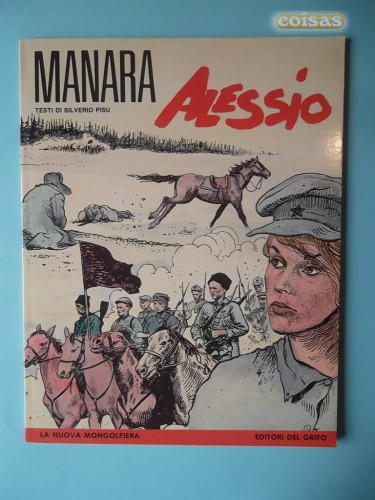 coisas
MANARA
TESTI DI SILVERIO PISU
ALESSIO
LA NUOVA MONGOLFIERA
EDITORI DEL GRIFO